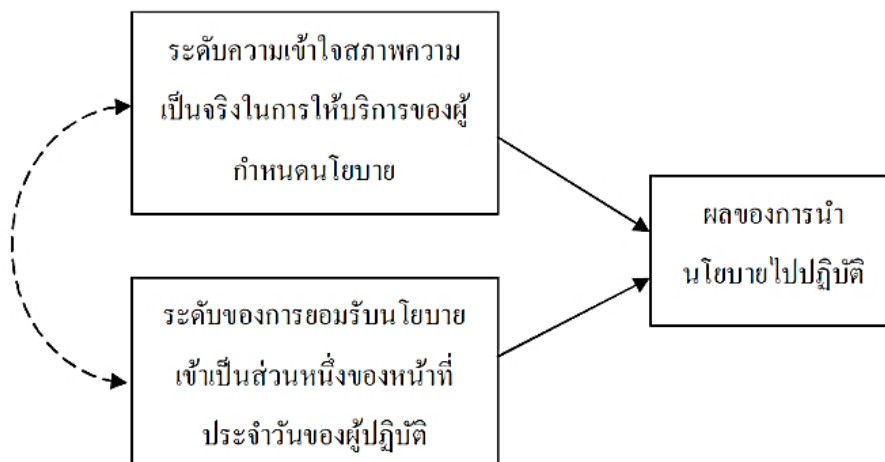 ระดับความเข้าใจสภาพความ
เป็นจริงในการให้บริการของผู้
กำหนดนโยบาย
ผลของการนำ
นโยบายไปปฏิบัติ
ระดับของการยอมรับนโยบาย
เข้าเป็นส่วนหนึ่งของหน้าที่
ประจำวันของผู้ปฏิบัติ